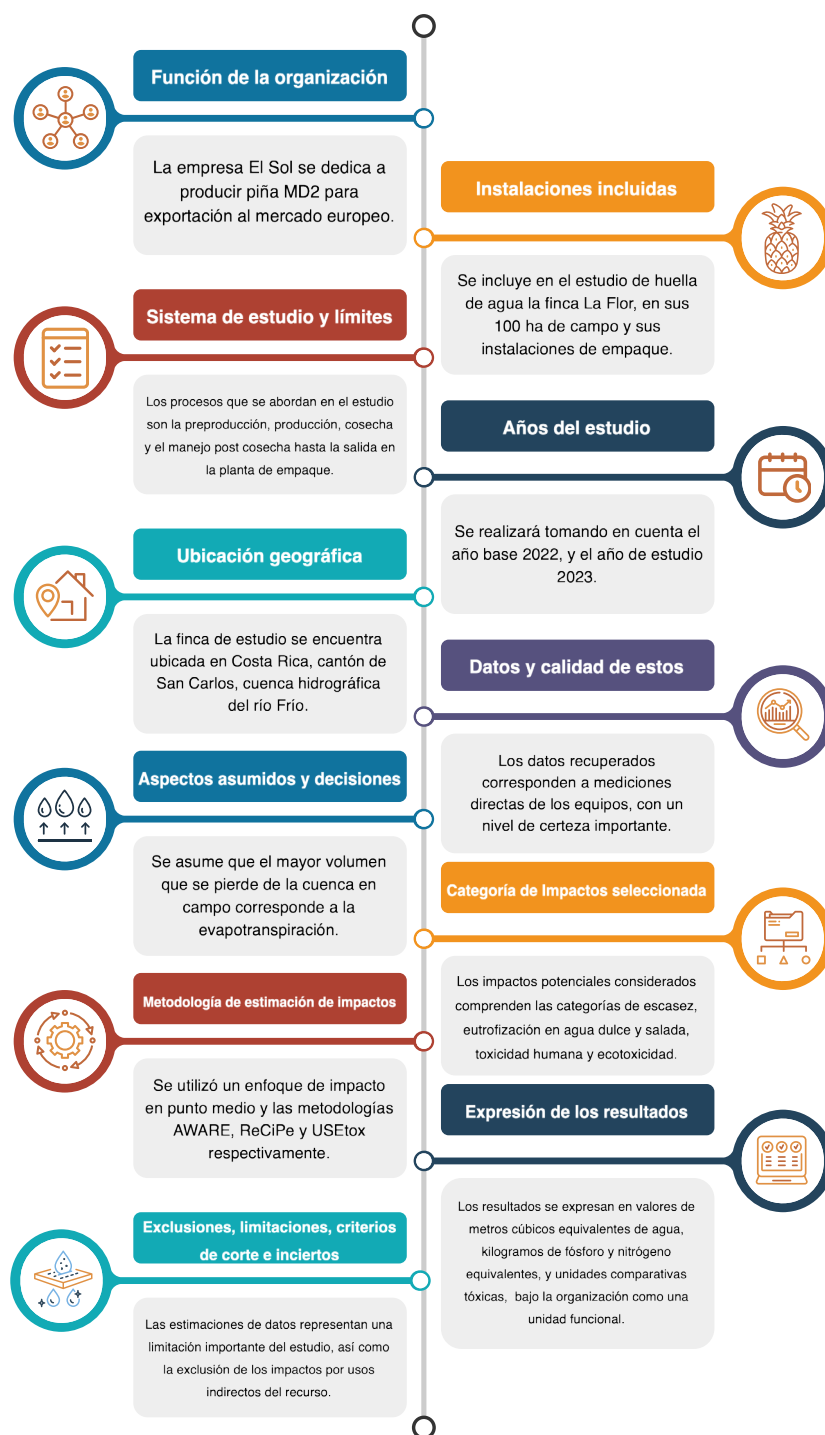 Función de la organización
La empresa El Sol se dedica a
producir piña MD2 para
exportación al mercado europeo.
Instalaciones incluidas
Se incluye en el estudio de huella
de agua la finca La Flor, en sus
100 ha de campo y sus
instalaciones de empaque.
Sistema de estudio y límites
Los procesos que se abordan en el estudio
son la preproducción, producción, cosecha
y el manejo post cosecha hasta la salida en
la planta de empaque.
Años del estudio
Se realizará tomando en cuenta el
año base 2022, y el año de estudio
2023.
Ubicación geográfica
La finca de estudio se encuentra
ubicada en Costa Rica, cantón de
San Carlos, cuenca hidrográfica
del río Frío.
Datos y calidad de estos
Los datos recuperados
corresponden a mediciones
directas de los equipos, con un
nivel de certeza importante.
Aspectos asumidos y decisiones
Se asume que el mayor volumen
que se pierde de la cuenca en
campo corresponde a la
evapotranspiración.
Categoría de Impactos seleccionada
Los impactos potenciales considerados
comprenden las categorías de escasez,
eutrofización en agua dulce y salada,
toxicidad humana y ecotoxicidad.
Metodología de estimación de impactos
Se utilizó un enfoque de impacto
en punto medio y las metodologías
AWARE, ReCiPe y USEtox
respectivamente.
Expresión de los resultados
Los resultados se expresan en valores de
metros cúbicos equivalentes de agua,
kilogramos de fósforo y nitrógeno
equivalentes, y unidades comparativas
tóxicas, bajo la organización como una
unidad funcional.
Exclusiones, limitaciones, criterios
de corte e inciertos
Las estimaciones de datos representan una
limitación importante del estudio, así como
la exclusión de los impactos por usos
indirectos del recurso.